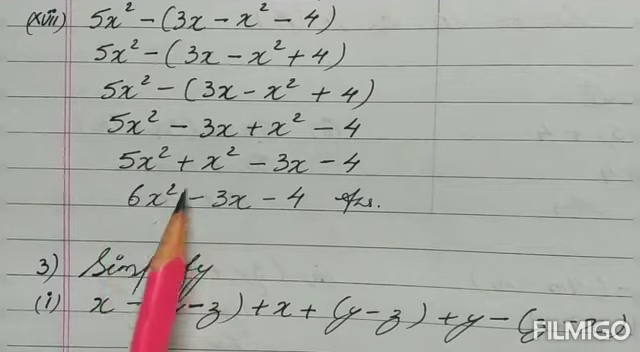 (xvii) 5x² - (3x - x² - 4)
5x² - (3x - x² + 4)
5x² - (3x - x² + 4)
5x² - 3x + x² - 4
5x² + x² - 3x - 4
6x² - 3x - 4 Ans.
3) Simplify
(i) x - - z) + x + (y - z) + y - (
FILMIGO